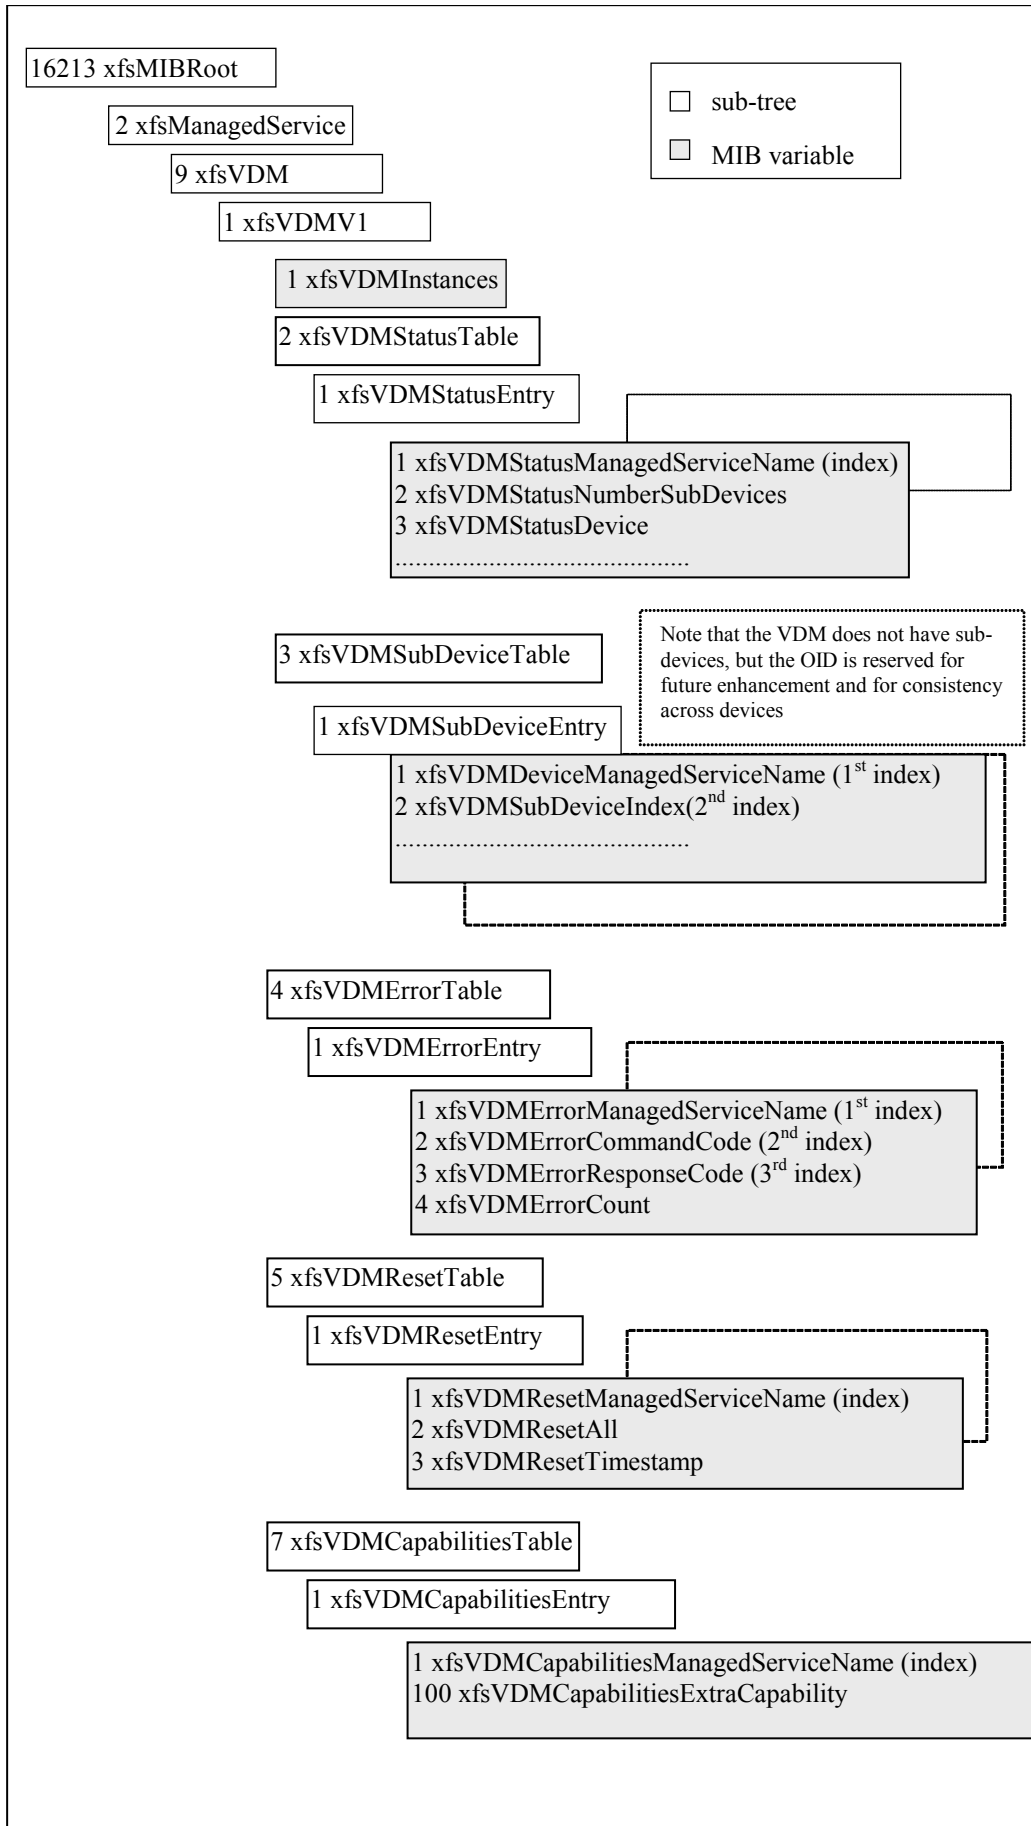 16213 xfsMIBRoot
sub-tree
MIB variable
2 xfsManagedService
9 xfsVDM
1 xfsVDMV1
1 xfsVDMInstances
2 xfsVDMStatusTable
1 xfsVDMStatusEntry
1 xfsVDMStatusManagedServiceName (index)
2 xfsVDMStatusNumberSubDevices
3 xfsVDMStatusDevice
............................................
3 xfsVDMSubDeviceTable
Note that the VDM does not have sub-
devices, but the OID is reserved for
future enhancement and for consistency
across devices
1 xfsVDMSubDeviceEntry
1 xfsVDMDeviceManagedServiceName (1st index)
2 xfsVDMSubDeviceIndex(2nd index)
............................................
4 xfsVDMErrorTable
1 xfsVDMErrorEntry
1 xfsVDMErrorManagedServiceName (1st index)
2 xfsVDMErrorCommandCode (2nd index)
3 xfsVDMErrorResponseCode (3rd index)
4 xfsVDMErrorCount
5 xfsVDMResetTable
1 xfsVDMResetEntry
1 xfsVDMResetManagedServiceName (index)
2 xfsVDMResetAll
3 xfsVDMResetTimestamp
7 xfsVDMCapabilitiesTable
1 xfsVDMCapabilitiesEntry
1 xfsVDMCapabilitiesManagedServiceName (index)
100 xfsVDMCapabilitiesExtraCapability